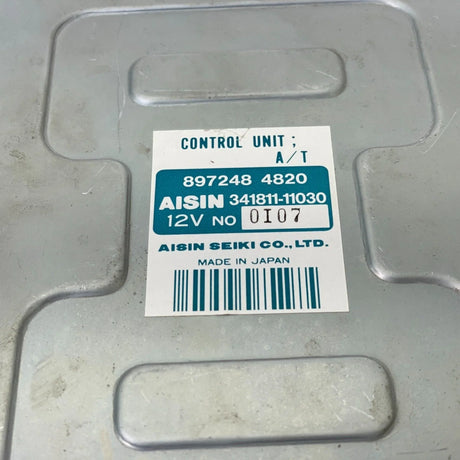 CONTROL UNIT ;
A/T
897248 4820
AISIN 341811-11030
12V NO 0I07
AISIN SEIKI CO., LTD.
MADE IN JAPAN